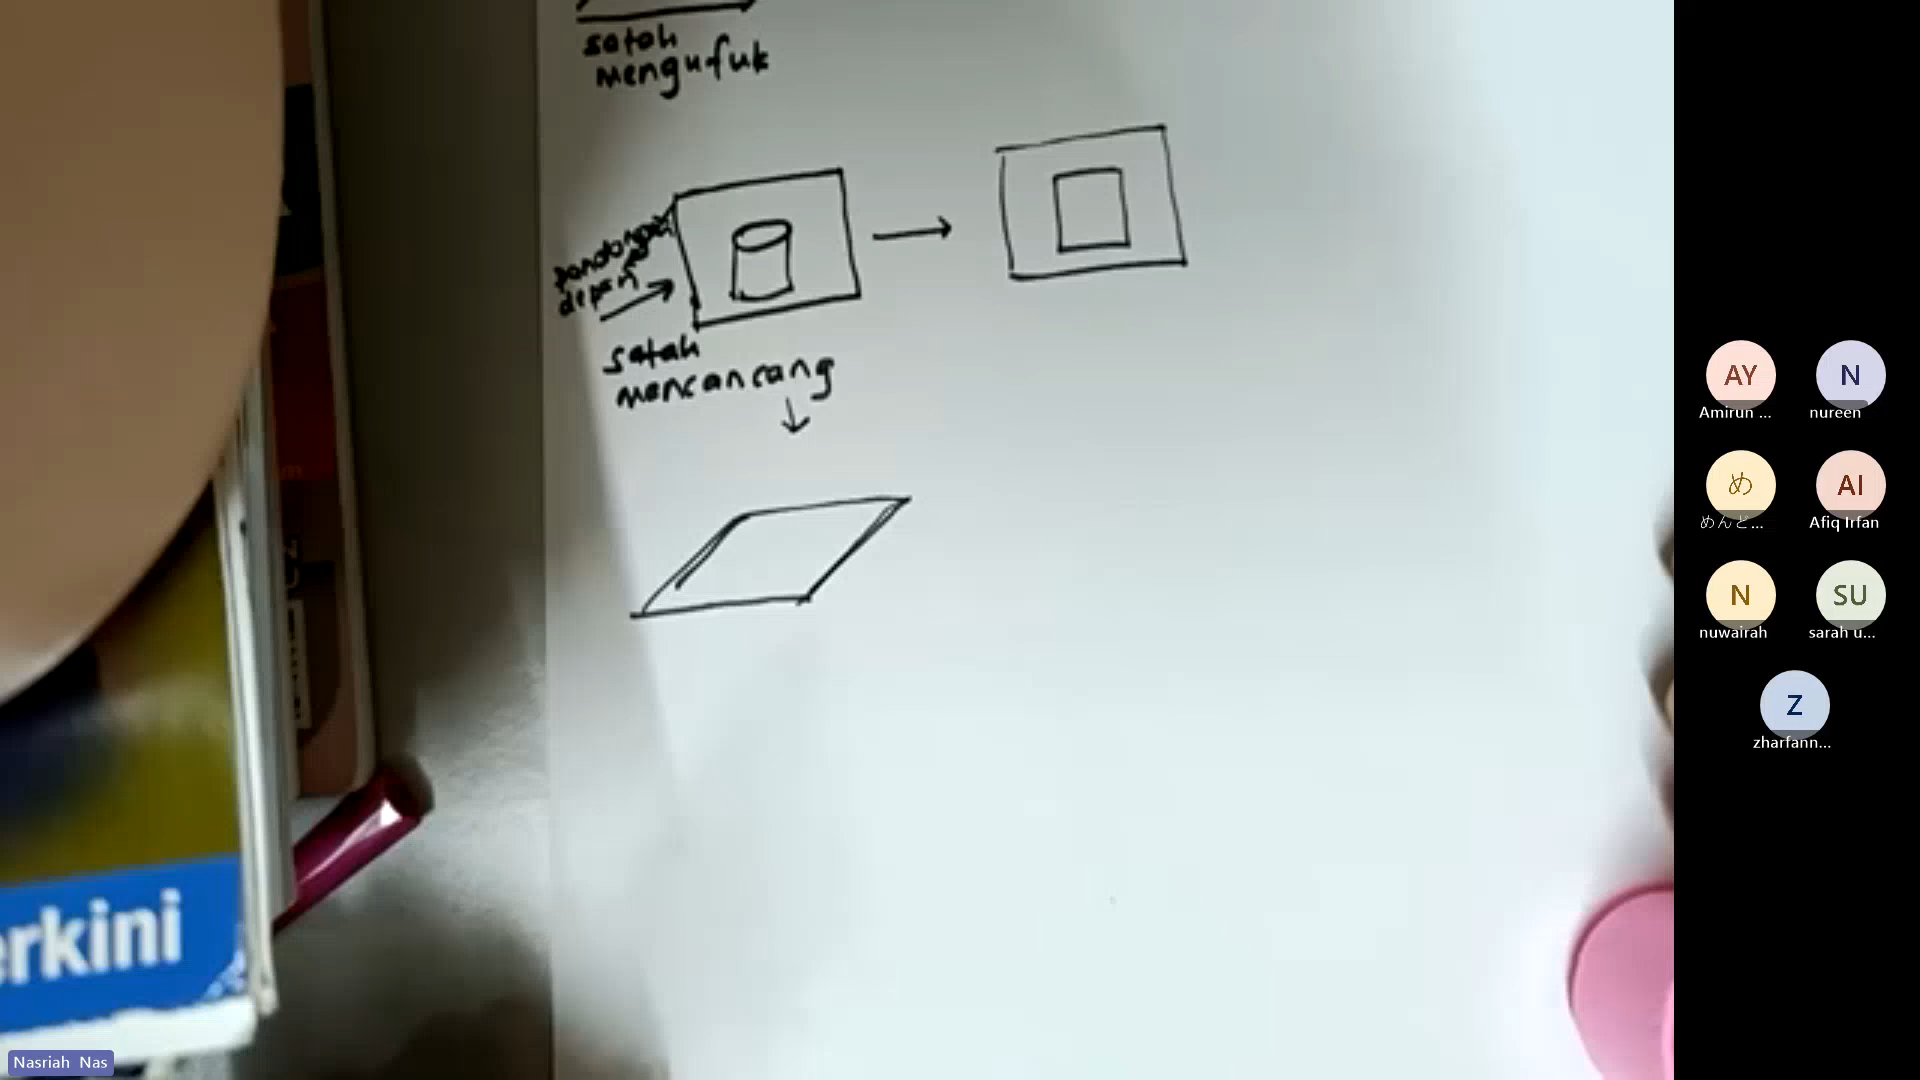 satah
mengufuk
pandangan
depan
satah
mencancang
erkini
AY
Amirun ...
N
nureen
め
めんど...
AI
Afiq Irfan
N
nuwairah
SU
sarah u...
Z
zharfann...
Nasriah Nas